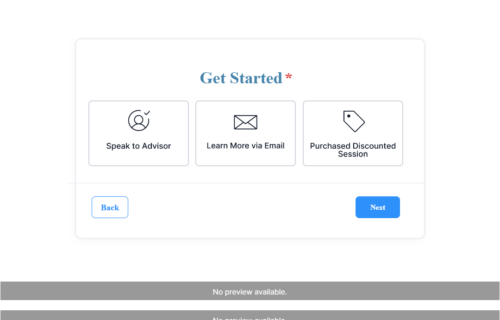 Get Started *
Speak to Advisor
Learn More via Email
Purchased Discounted
Session
Back
Next
No preview available.
No preview available